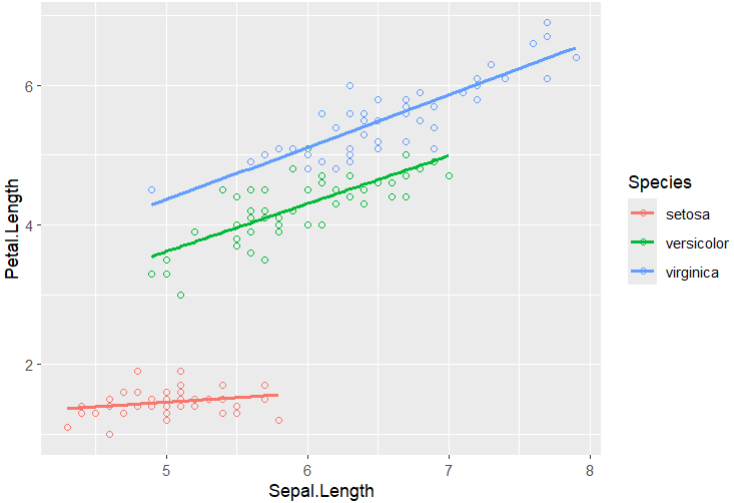 6
4
2
Petal.Length
5
6
7
8
Sepal.Length
Species
setosa
versicolor
virginica